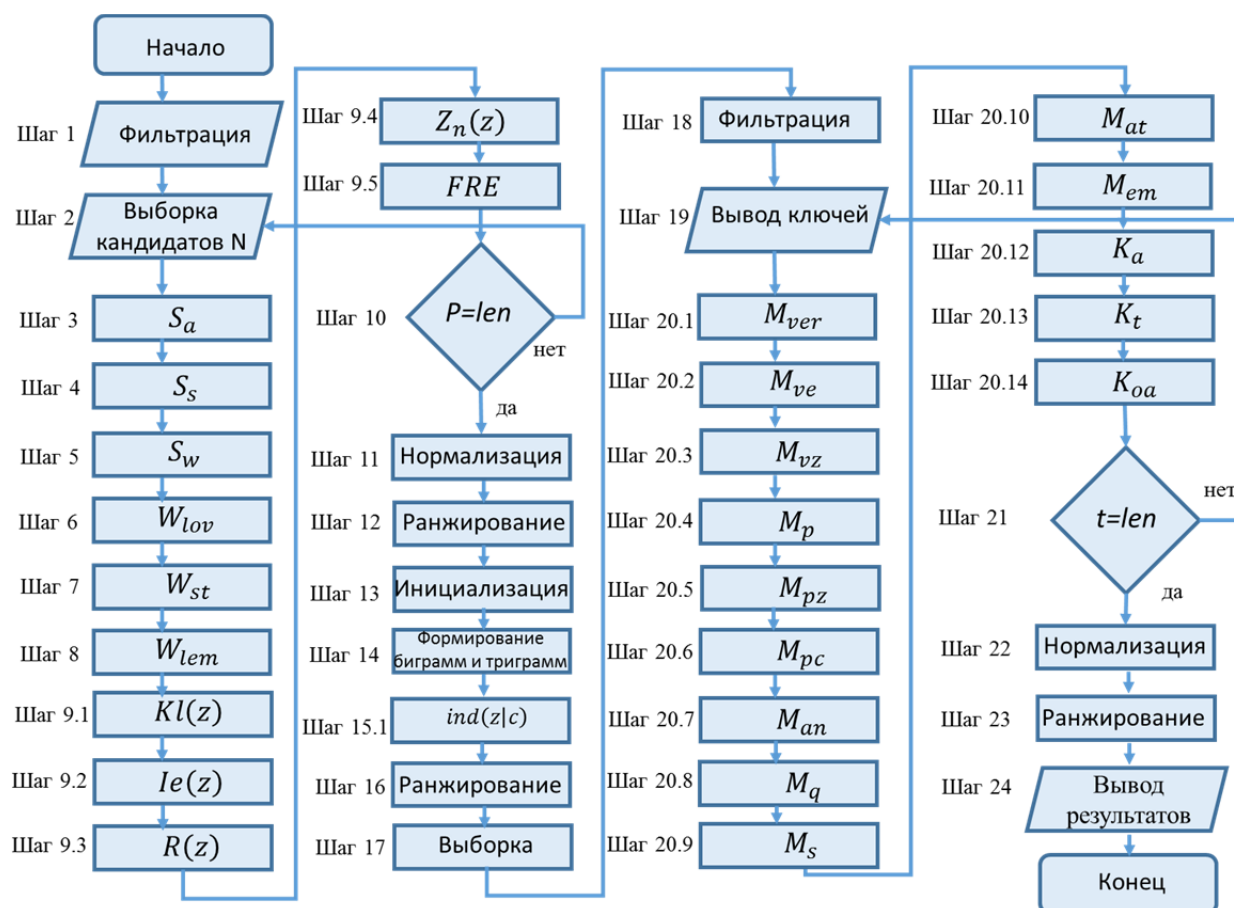 Начало
Шаг 1
Фильтрация
Шаг 2
Выборка
кандидатов N
Шаг 3
S_a
Шаг 4
S_s
Шаг 5
S_w
Шаг 6
W_lov
Шаг 7
W_st
Шаг 8
W_lem
Шаг 9.1
Kl(z)
Шаг 9.2
Ie(z)
Шаг 9.3
R(z)
Шаг 9.4
Z_n(z)
Шаг 9.5
FRE
Шаг 10
P=len
нет
да
Шаг 11
Нормализация
Шаг 12
Ранжирование
Шаг 13
Инициализация
Шаг 14
Формирование
биграмм и триграмм
Шаг 15.1
ind(z|c)
Шаг 16
Ранжирование
Шаг 17
Выборка
Шаг 18
Фильтрация
Шаг 19
Вывод ключей
Шаг 20.1
M_ver
Шаг 20.2
M_ve
Шаг 20.3
M_vz
Шаг 20.4
M_p
Шаг 20.5
M_pz
Шаг 20.6
M_pc
Шаг 20.7
M_an
Шаг 20.8
M_q
Шаг 20.9
M_s
Шаг 20.10
M_at
Шаг 20.11
M_em
Шаг 20.12
K_a
Шаг 20.13
K_t
Шаг 20.14
K_oa
Шаг 21
t=len
нет
да
Шаг 22
Нормализация
Шаг 23
Ранжирование
Шаг 24
Вывод
результатов
Конец